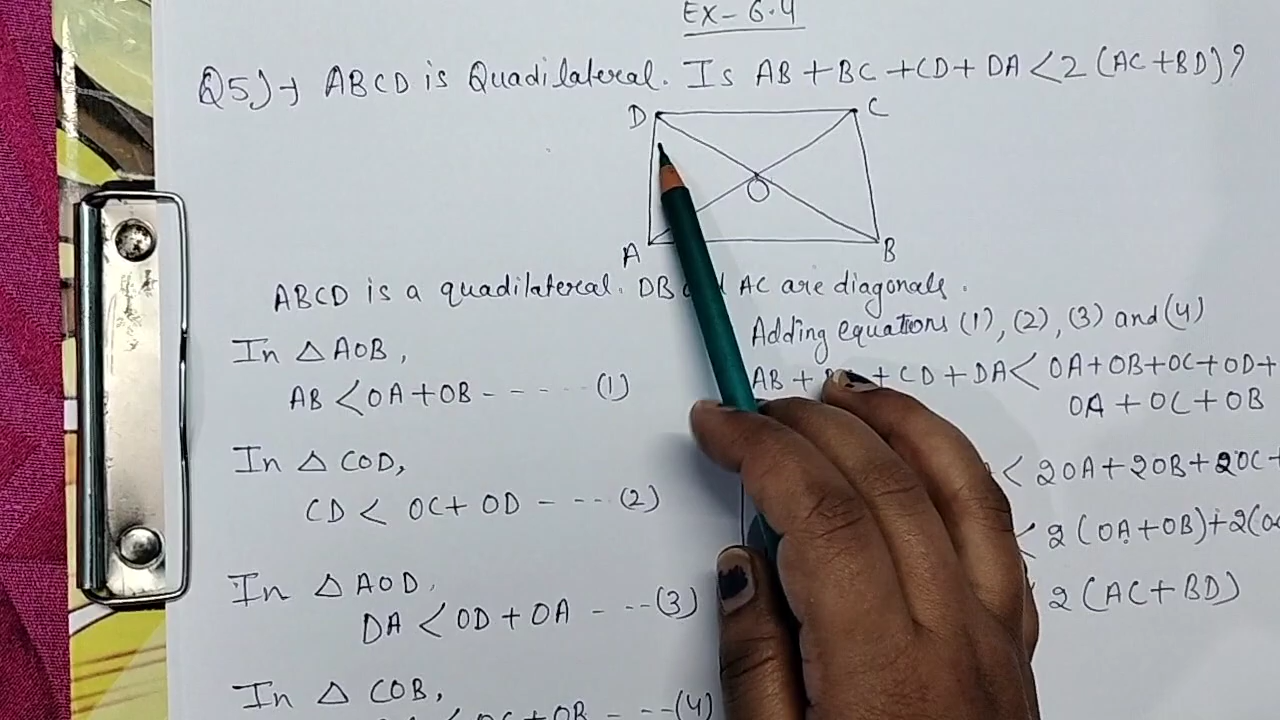 Ex- 6.4
Q5.)→ ABCD is Quadilateral. Is AB+BC+CD+DA<2 (AC+BD)?
D C
O
A B
ABCD is a quadilateral. DB AC are diagonals.
In △ AOB,
AB < OA+OB - - - - - (1)
In △ COD,
CD < OC+ OD - - - - (2)
In △ AOD,
DA < OD + OA - - - (3)
In △ COB,
< OC + OB - - - - (4)
Adding equations (1), (2), (3) and (4)
AB + + CD + DA < OA+OB+OC+OD+
OA + OC + OB
< 2OA+2OB+2OC+
< 2 (OA+OB)+2(
2 (AC+BD)